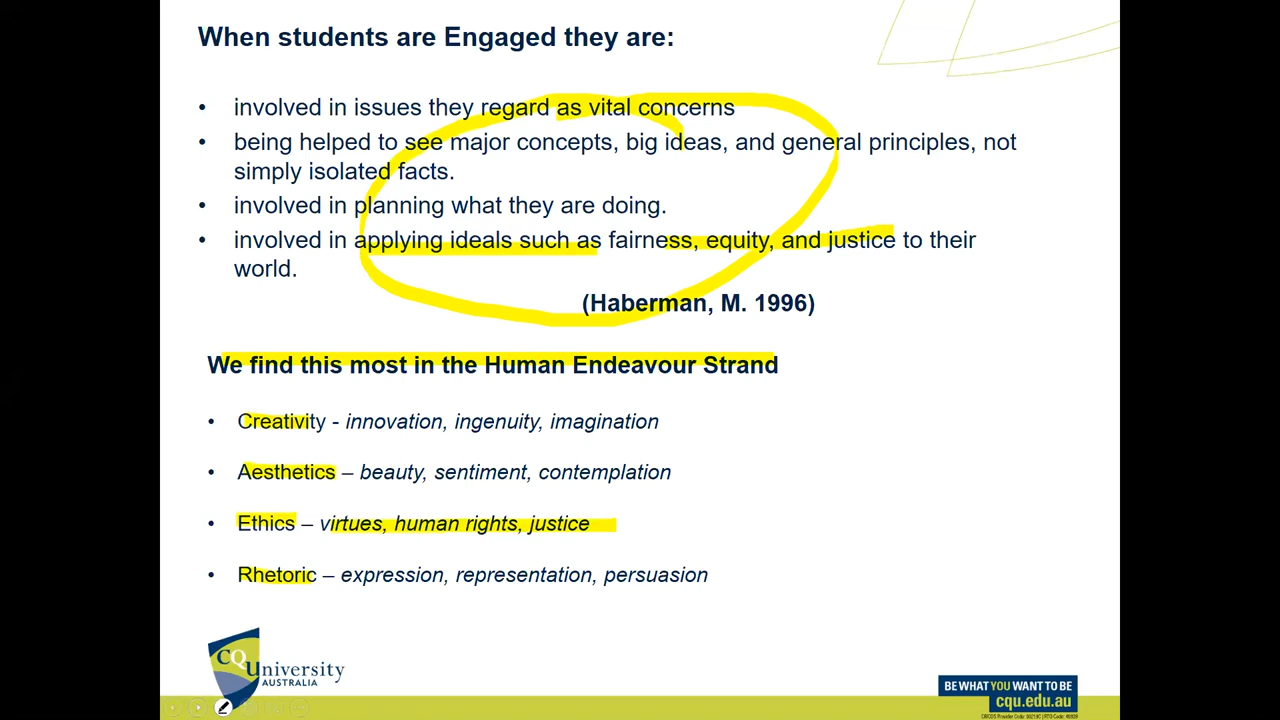 When students are Engaged they are:
• involved in issues they regard as vital concerns
• being helped to see major concepts, big ideas, and general principles, not
simply isolated facts.
• involved in planning what they are doing.
• involved in applying ideals such as fairness, equity, and justice to their
world.
(Haberman, M. 1996)
We find this most in the Human Endeavour Strand
• Creativity - innovation, ingenuity, imagination
• Aesthetics – beauty, sentiment, contemplation
• Ethics – virtues, human rights, justice
• Rhetoric – expression, representation, persuasion
CQUniversity
AUSTRALIA
BE WHAT YOU WANT TO BE
cqu.edu.au